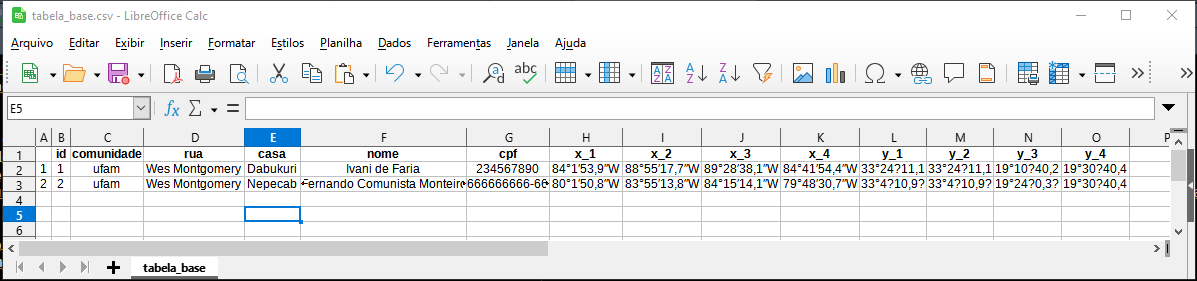 tabela_base.csv - LibreOffice Calc
Arquivo Editar Exibir Inserir Formatar Estilos Planilha Dados Ferramentas Janela Ajuda
E5
A B C D E F G H I J K L M N O P
1 id comunidade rua casa nome cpf x_1 x_2 x_3 x_4 y_1 y_2 y_3 y_4
2 1 1 ufam Wes Montgomery Dabukuri Ivani de Faria 234567890 84°1′53,9″W 88°55′17,7″W 89°28′38,1″W 84°41′54,4″W 33°24?11,1 33°24?11,1 19°10?40,2 19°30?40,4
3 2 2 ufam Wes Montgomery Nepecab Fernando Comunista Monteiro 666666666-66 80°1′50,8″W 83°55′13,8″W 84°15′14,1″W 79°48′30,7″W 33°4?10,9? 33°4?10,9? 19°24?0,3? 19°30?40,4
4
5
6
tabela_base